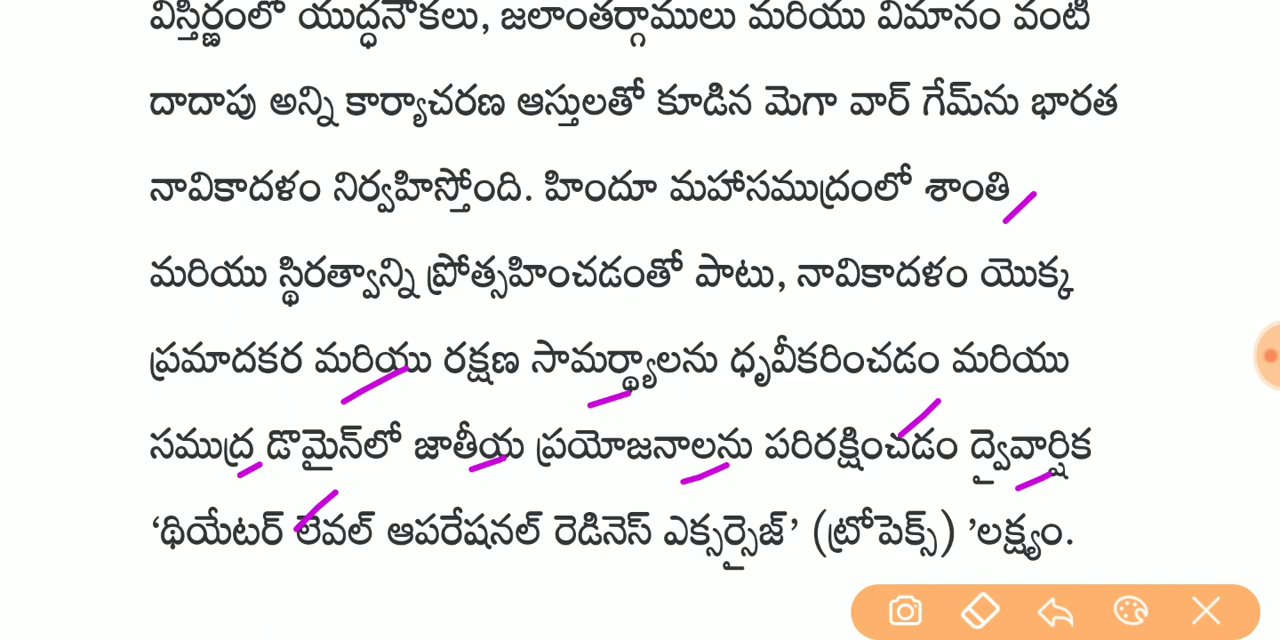 విస్తీర్ణంలో యుద్ధనౌకలు, జలాంతర్గాములు మరియు విమానం వంటి
దాదాపు అన్ని కార్యాచరణ ఆస్తులతో కూడిన మెగా వార్ గేమ్‌ను భారత
నావికాదళం నిర్వహిస్తోంది. హిందూ మహాసముద్రంలో శాంతి
మరియు స్థిరత్వాన్ని ప్రోత్సహించడంతో పాటు, నావికాదళం యొక్క
ప్రమాదకర మరియు రక్షణ సామర్థ్యాలను ధృవీకరించడం మరియు
సముద్ర డొమైన్‌లో జాతీయ ప్రయోజనాలను పరిరక్షించడం ద్వైవార్షిక
‘థియేటర్ లెవల్ ఆపరేషనల్ రెడినెస్ ఎక్సర్సైజ్’ (ట్రోపెక్స్) ’లక్ష్యం.